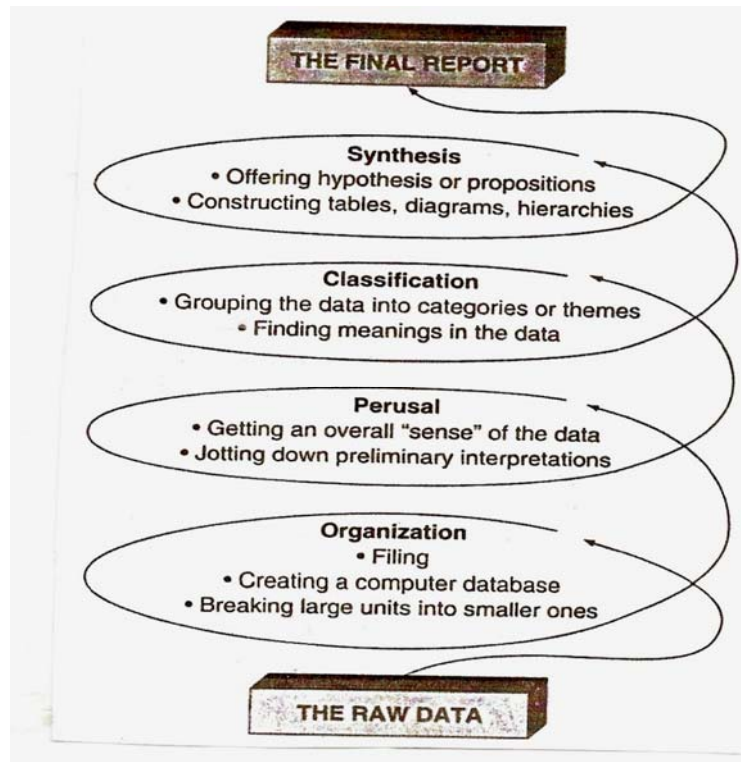 THE FINAL REPORT
Synthesis
• Offering hypothesis or propositions
• Constructing tables, diagrams, hierarchies
Classification
• Grouping the data into categories or themes
• Finding meanings in the data
Perusal
• Getting an overall “sense” of the data
• Jotting down preliminary interpretations
Organization
• Filing
• Creating a computer database
• Breaking large units into smaller ones
THE RAW DATA